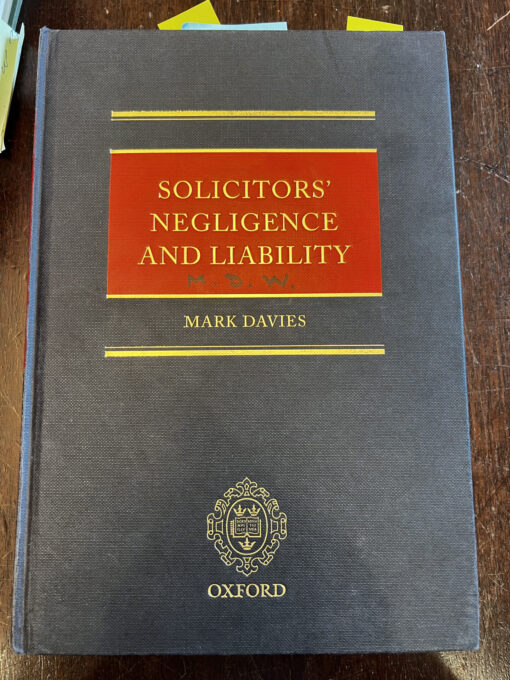 SOLICITORS'
NEGLIGENCE
AND LIABILITY
M. D. W.
MARK DAVIES
OXFORD